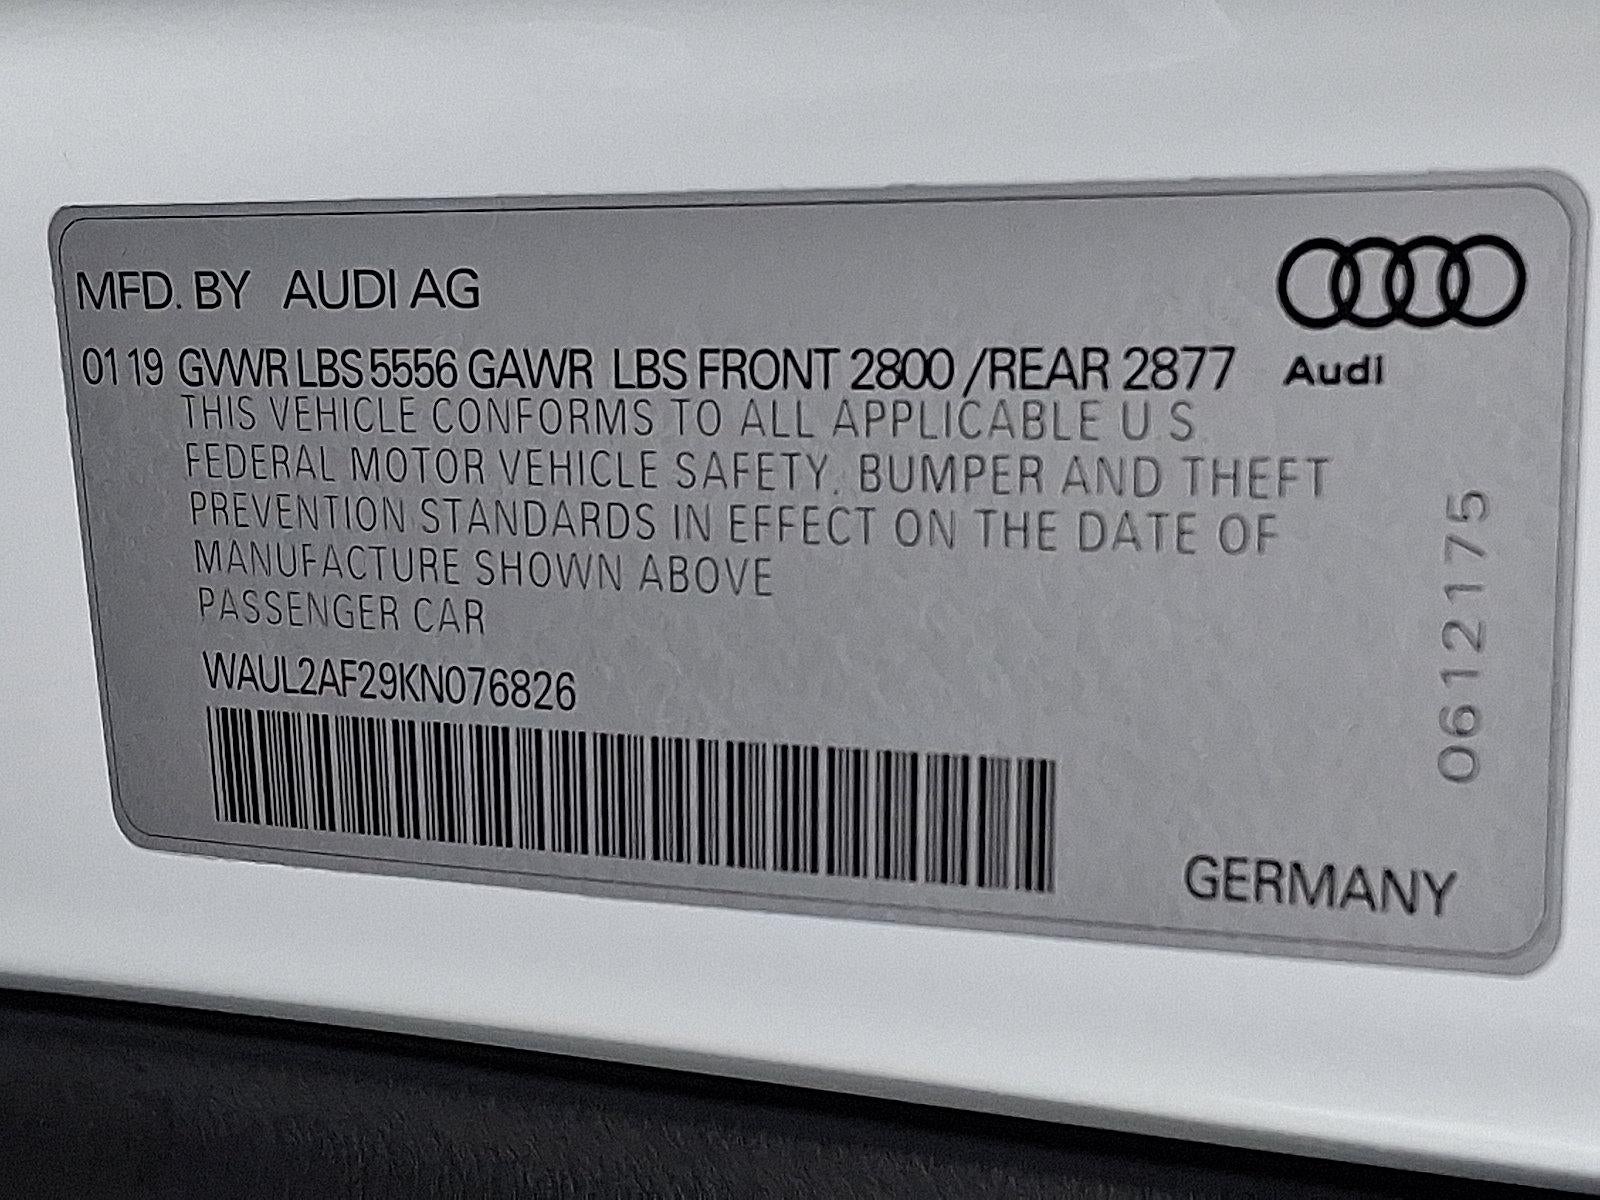 MFD. BY AUDI AG
01 19 GVWR LBS 5556 GAWR LBS FRONT 2800 /REAR 2877
Audi
THIS VEHICLE CONFORMS TO ALL APPLICABLE U.S.
FEDERAL MOTOR VEHICLE SAFETY, BUMPER AND THEFT
PREVENTION STANDARDS IN EFFECT ON THE DATE OF
MANUFACTURE SHOWN ABOVE
PASSENGER CAR
WAUL2AF29KN076826
0612175
GERMANY